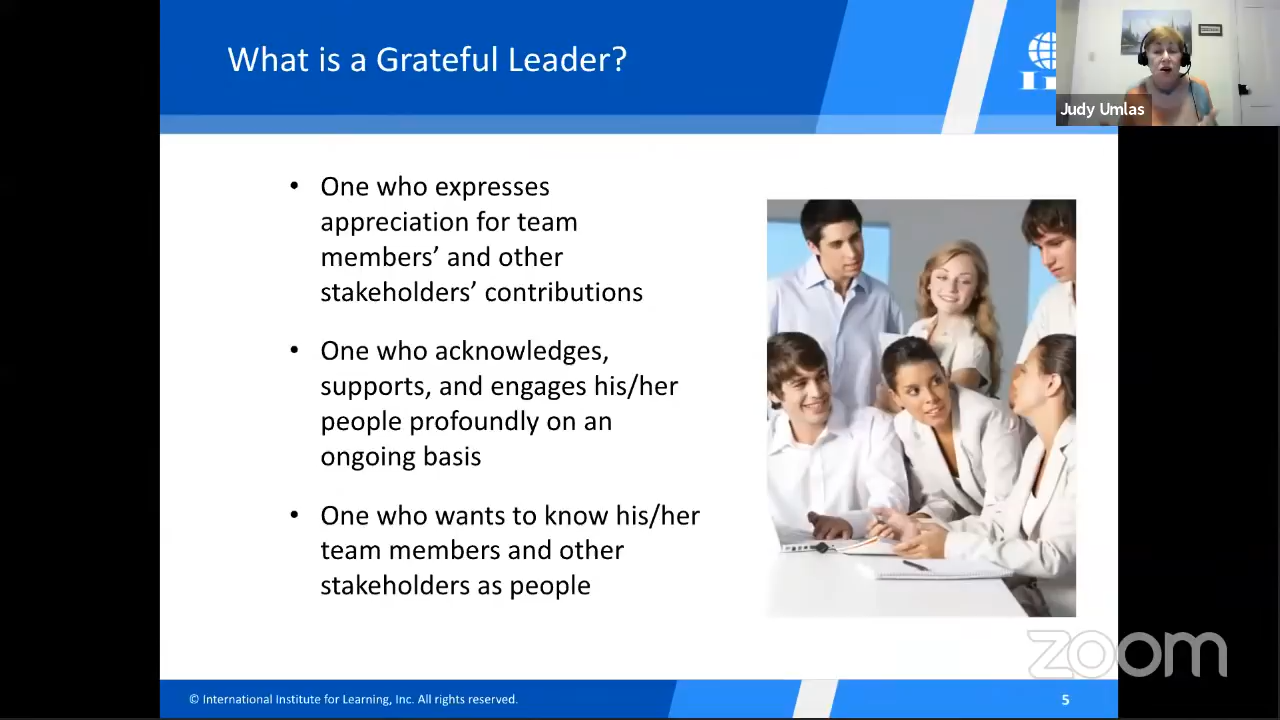 What is a Grateful Leader?
Judy Umlas
• One who expresses
appreciation for team
members’ and other
stakeholders’ contributions
• One who acknowledges,
supports, and engages his/her
people profoundly on an
ongoing basis
• One who wants to know his/her
team members and other
stakeholders as people
zoom
© International Institute for Learning, Inc. All rights reserved.
5